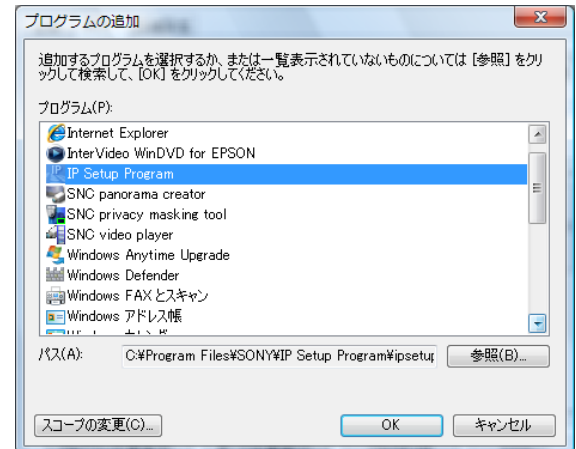 プログラムの追加
追加するプログラムを選択するか、または一覧表示されていないものについては [参照] をクリ
ックして検索して、[OK] をクリックしてください。
プログラム(P):
Internet Explorer
InterVideo WinDVD for EPSON
IP Setup Program
SNC panorama creator
SNC privacy masking tool
SNC video player
Windows Anytime Upgrade
Windows Defender
Windows FAX とスキャン
Windows アドレス帳
パス(A):
C:¥Program Files¥SONY¥IP Setup Program¥ipsetup
参照(B)...
スコープの変更(C)...
OK
キャンセル